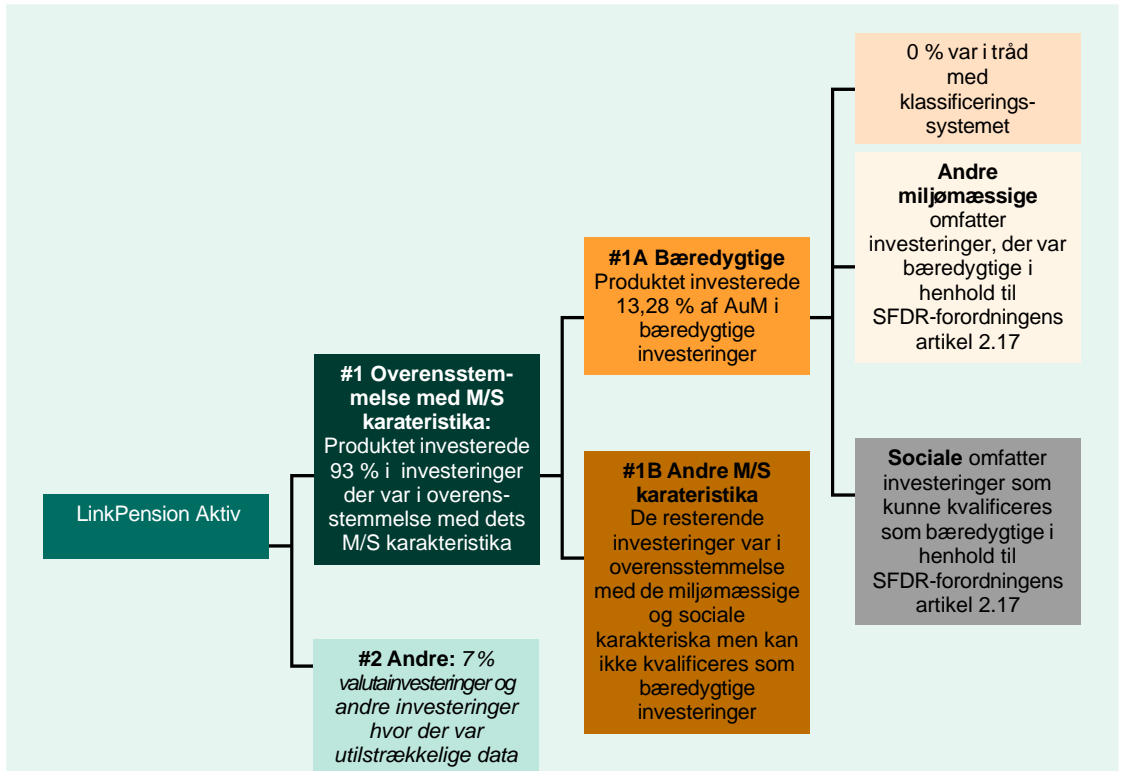 LinkPension Aktiv
#1 Overensstem-
melse med M/S
karateristika:
Produktet investerede
93 % i investeringer
der var i overens-
stemmelse med dets
M/S karakteristika
#2 Andre: 7 %
valutainvesteringer og
andre investeringer
hvor der var
utilstrækkelige data
#1A Bæredygtige
Produktet investerede
13,28 % af AuM i
bæredygtige
investeringer
#1B Andre M/S
karateristika
De resterende
investeringer var i
overensstemmelse
med de miljømæssige
og sociale
karakteriska men kan
ikke kvalificeres som
bæredygtige
investeringer
0 % var i tråd
med
klassificerings-
systemet
Andre
miljømæssige
omfatter
investeringer, der var
bæredygtige i
henhold til
SFDR-forordningens
artikel 2.17
Sociale omfatter
investeringer som
kunne kvalificeres
som bæredygtige i
henhold til
SFDR-forordningens
artikel 2.17